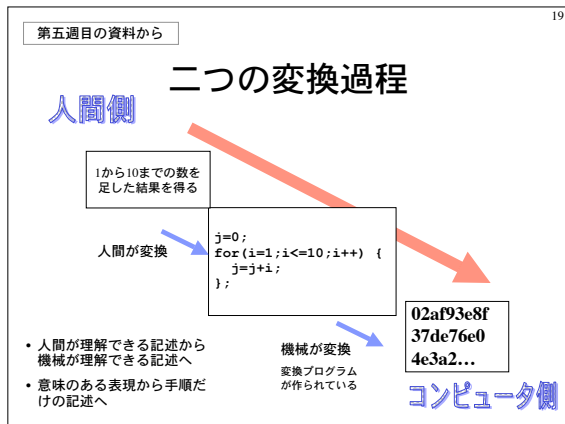 19
第五週目の資料から
二つの変換過程
人間側
1から10までの数を
足した結果を得る
人間が変換
j=0;
for(i=1;i<=10;i++) {
  j=j+i;
};
機械が変換
変換プログラム
が作られている
02af93e8f
37de76e0
4e3a2…
コンピュータ側
• 人間が理解できる記述から
機械が理解できる記述へ
• 意味のある表現から手順だ
けの記述へ